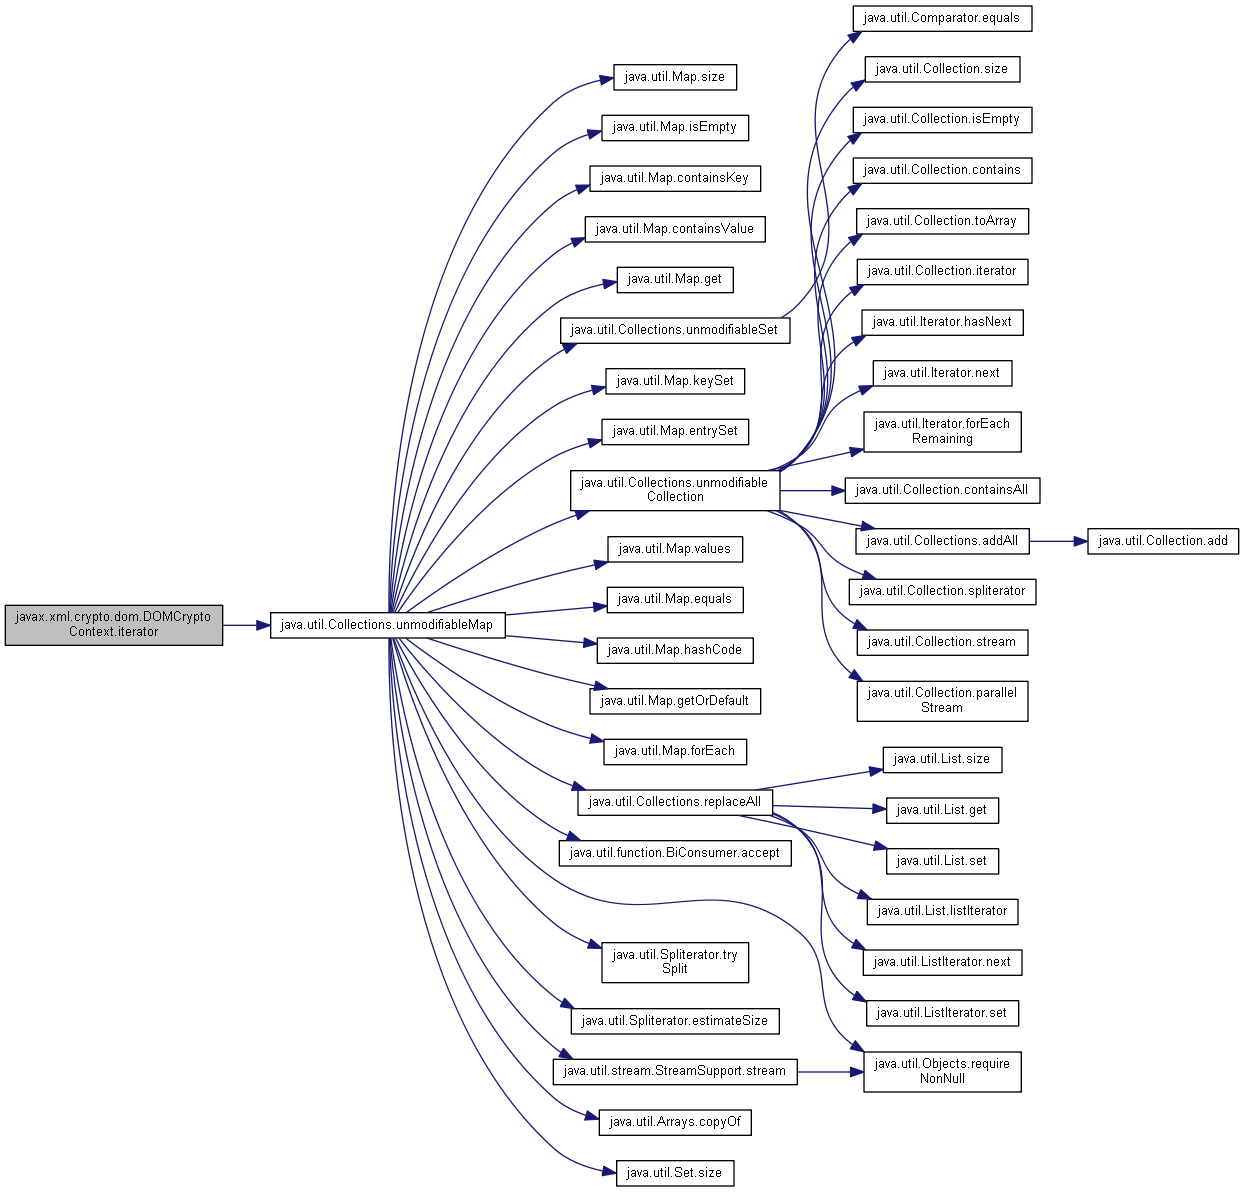 javax.xml.crypto.dom.DOMCrypto
Context.iterator
java.util.Collections.unmodifiableMap
java.util.Map.size
java.util.Map.isEmpty
java.util.Map.containsKey
java.util.Map.containsValue
java.util.Map.get
java.util.Collections.unmodifiableSet
java.util.Map.keySet
java.util.Map.entrySet
java.util.Collections.unmodifiable
Collection
java.util.Map.values
java.util.Map.equals
java.util.Map.hashCode
java.util.Map.getOrDefault
java.util.Map.forEach
java.util.Collections.replaceAll
java.util.function.BiConsumer.accept
java.util.Spliterator.try
Split
java.util.Spliterator.estimateSize
java.util.stream.StreamSupport.stream
java.util.Arrays.copyOf
java.util.Set.size
java.util.Comparator.equals
java.util.Collection.size
java.util.Collection.isEmpty
java.util.Collection.contains
java.util.Collection.toArray
java.util.Collection.iterator
java.util.Iterator.hasNext
java.util.Iterator.next
java.util.Iterator.forEach
Remaining
java.util.Collection.containsAll
java.util.Collections.addAll
java.util.Collection.spliterator
java.util.Collection.stream
java.util.Collection.parallel
Stream
java.util.List.size
java.util.List.get
java.util.List.set
java.util.List.listIterator
java.util.ListIterator.next
java.util.ListIterator.set
java.util.Objects.require
NonNull
java.util.Collection.add